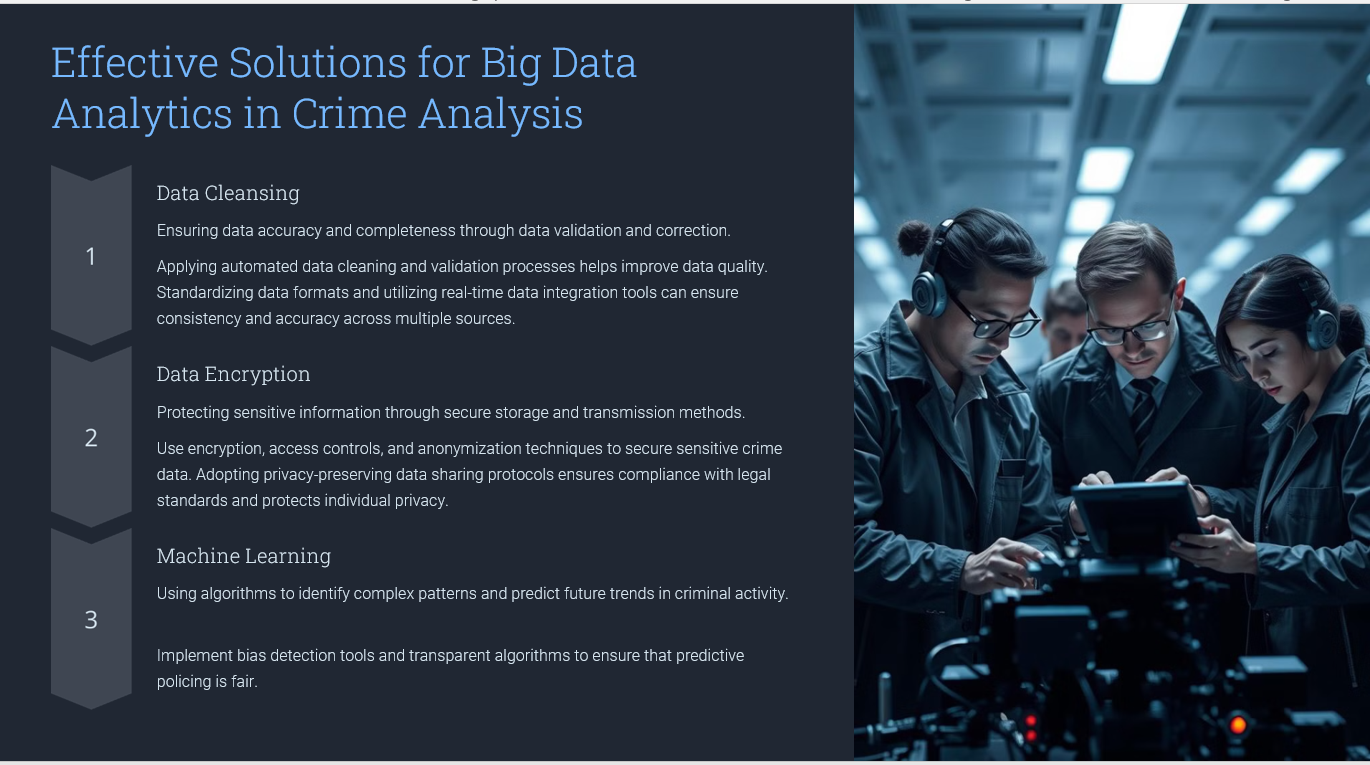 Effective Solutions for Big Data
Analytics in Crime Analysis
1
Data Cleansing
Ensuring data accuracy and completeness through data validation and correction.
Applying automated data cleaning and validation processes helps improve data quality.
Standardizing data formats and utilizing real-time data integration tools can ensure
consistency and accuracy across multiple sources.
2
Data Encryption
Protecting sensitive information through secure storage and transmission methods.
Use encryption, access controls, and anonymization techniques to secure sensitive crime
data. Adopting privacy-preserving data sharing protocols ensures compliance with legal
standards and protects individual privacy.
3
Machine Learning
Using algorithms to identify complex patterns and predict future trends in criminal activity.
Implement bias detection tools and transparent algorithms to ensure that predictive
policing is fair.